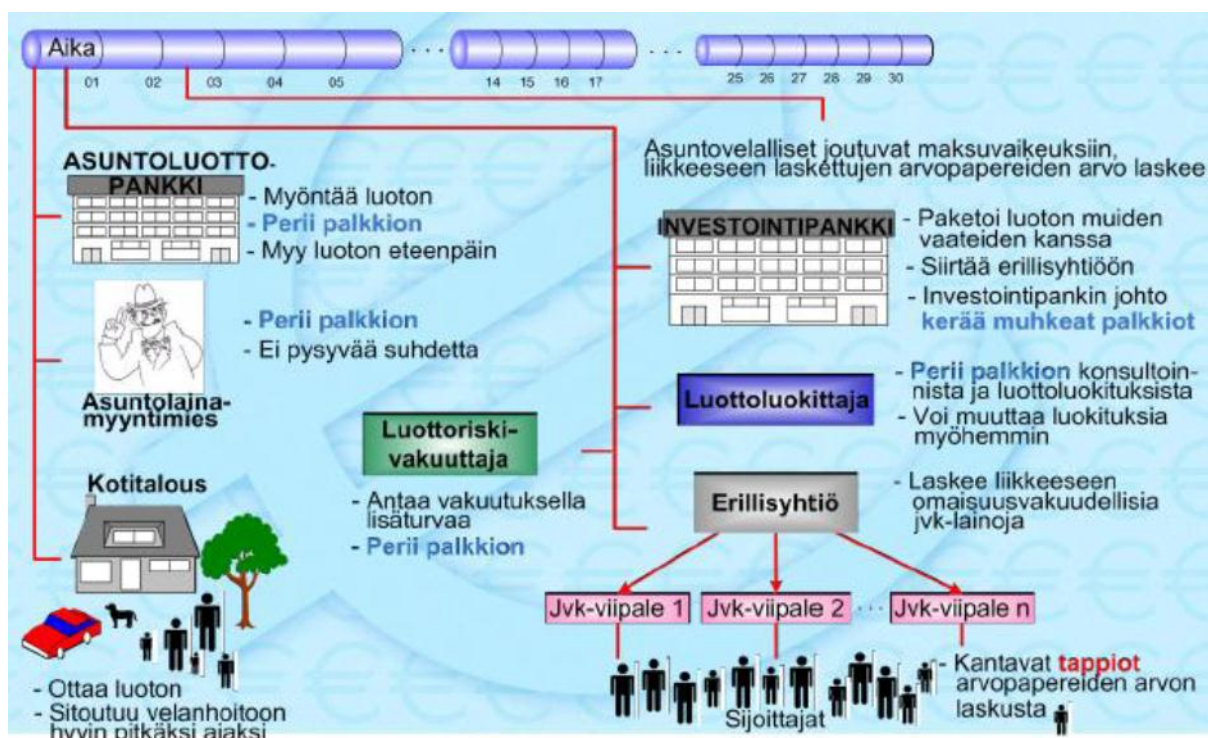 Aika
01 02 03 04 05 14 15 16 17 25 26 27 28 29 30
ASUNTOLUOTTO-
PANKKI
- Myöntää luoton
- Perii palkkion
- Myy luoton eteenpäin
- Perii palkkion
- Ei pysyvää suhdetta
Asuntolaina-
myyntimies
Kotitalous
- Ottaa luoton
- Sitoutuu velanhoitoon
hyvin pitkäksi ajaksi
Luottoriski-
vakuuttaja
- Antaa vakuutuksella
lisäturvaa
- Perii palkkion
Asuntovelalliset joutuvat maksuvaikeuksiin,
liikkeeseen laskettujen arvopapereiden arvo laskee
INVESTOINTIPANKKI
- Paketoi luoton muiden
vaateiden kanssa
- Siirtää erillisyhtiöön
- Investointipankin johto
kerää muhkeat palkkiot
Luottoluokittaja
- Perii palkkion konsultoin-
nista ja luottoluokituksista
- Voi muuttaa luokituksia
myöhemmin
Erillisyhtiö
- Laskee liikkeeseen
omaisuusvakuudellisia
jvk-lainoja
Jvk-viipale 1
Jvk-viipale 2
...
Jvk-viipale n
Sijoittajat
- Kantavat tappiot
arvopapereiden arvon
laskusta